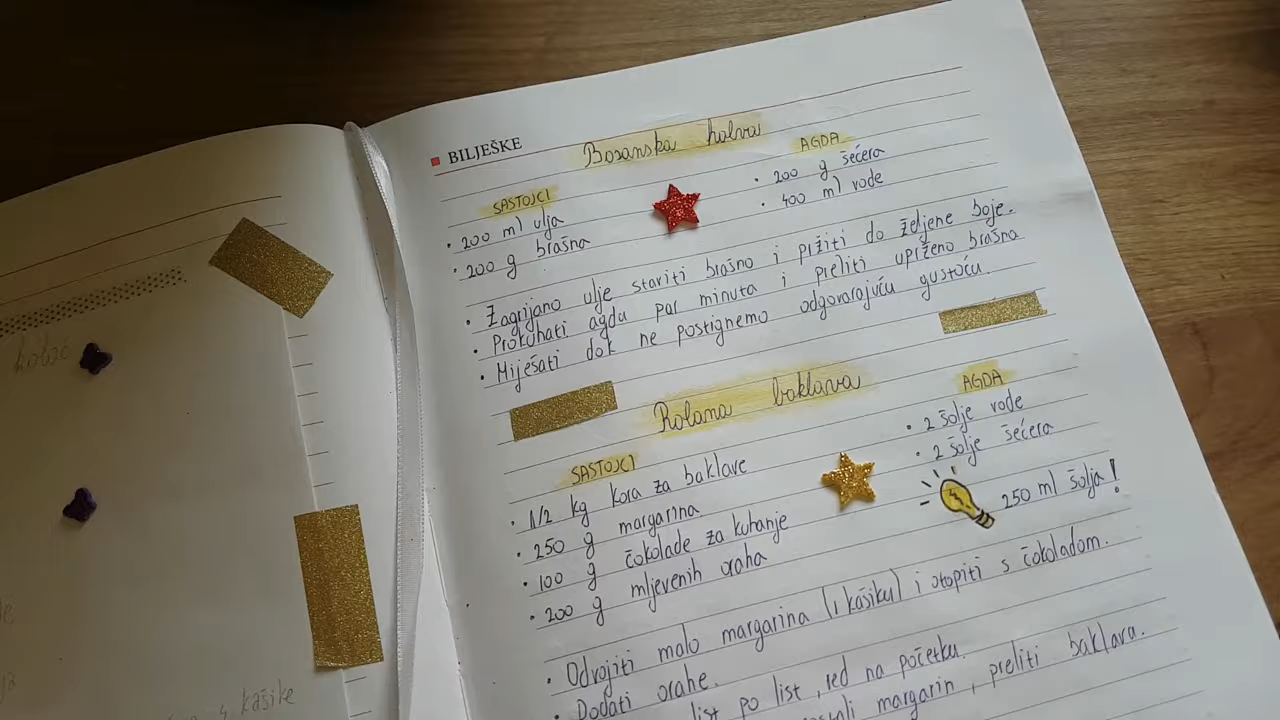 BILJEŠKE
Bosanska halva
SASTOJCI
• 200 ml ulja
• 200 g brašna
AGDA
• 200 g šećera
• 400 ml vode
• Zagrijano ulje staviti brašno i pržiti do željene boje.
• Prokuhati agdu par minuta i preliti uprženo brašno
• Miješati dok ne postignemo odgovarajuću gustoću.
Rolana baklava
SASTOJCI
• 1/2 kg kora za baklave
• 250 g margarina
• 100 g čokolade za kuhanje
• 200 g mljevenih oraha
AGDA
• 2 šolje vode
• 2 šolje šećera
250 ml šolja!
• Odvojiti malo margarina (1 kašiku) i otopiti s čokoladom.
• Dodati orahe.
list po list, red na početku.
margarin, preliti baklava.
kolač
4 kašike